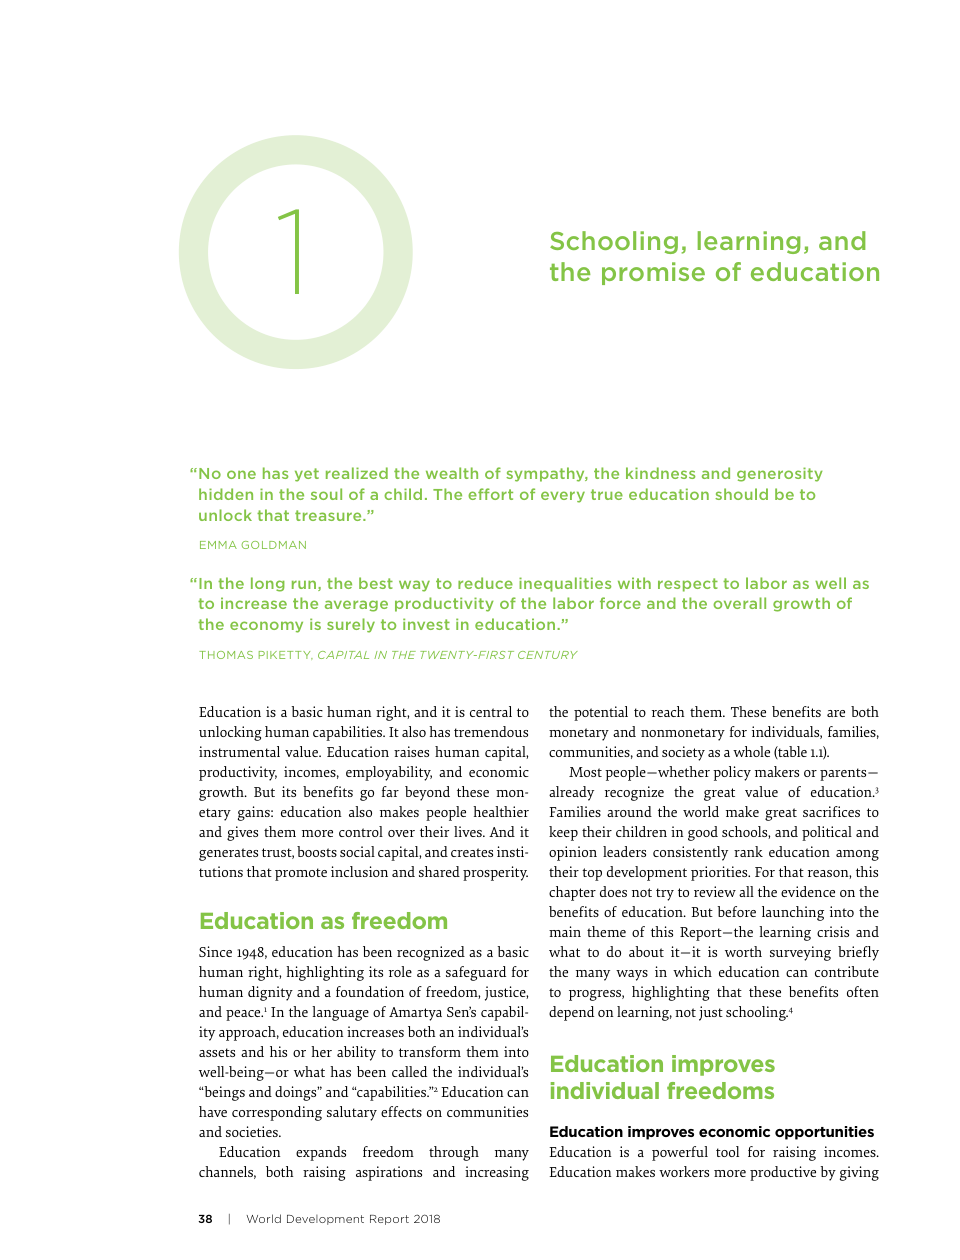 1
Schooling, learning, and
the promise of education
“No one has yet realized the wealth of sympathy, the kindness and generosity
hidden in the soul of a child. The effort of every true education should be to
unlock that treasure.”
EMMA GOLDMAN
“In the long run, the best way to reduce inequalities with respect to labor as well as
to increase the average productivity of the labor force and the overall growth of
the economy is surely to invest in education.”
THOMAS PIKETTY, CAPITAL IN THE TWENTY-FIRST CENTURY
Education is a basic human right, and it is central to
unlocking human capabilities. It also has tremendous
instrumental value. Education raises human capital,
productivity, incomes, employability, and economic
growth. But its benefits go far beyond these mon-
etary gains: education also makes people healthier
and gives them more control over their lives. And it
generates trust, boosts social capital, and creates insti-
tutions that promote inclusion and shared prosperity.
Education as freedom
Since 1948, education has been recognized as a basic
human right, highlighting its role as a safeguard for
human dignity and a foundation of freedom, justice,
and peace.1 In the language of Amartya Sen’s capabil-
ity approach, education increases both an individual’s
assets and his or her ability to transform them into
well-being—or what has been called the individual’s
“beings and doings” and “capabilities.”2 Education can
have corresponding salutary effects on communities
and societies.
Education expands freedom through many
channels, both raising aspirations and increasing
the potential to reach them. These benefits are both
monetary and nonmonetary for individuals, families,
communities, and society as a whole (table 1.1).
Most people—whether policy makers or parents—
already recognize the great value of education.3
Families around the world make great sacrifices to
keep their children in good schools, and political and
opinion leaders consistently rank education among
their top development priorities. For that reason, this
chapter does not try to review all the evidence on the
benefits of education. But before launching into the
main theme of this Report—the learning crisis and
what to do about it—it is worth surveying briefly
the many ways in which education can contribute
to progress, highlighting that these benefits often
depend on learning, not just schooling.4
Education improves
individual freedoms
Education improves economic opportunities
Education is a powerful tool for raising incomes.
Education makes workers more productive by giving
38 | World Development Report 2018